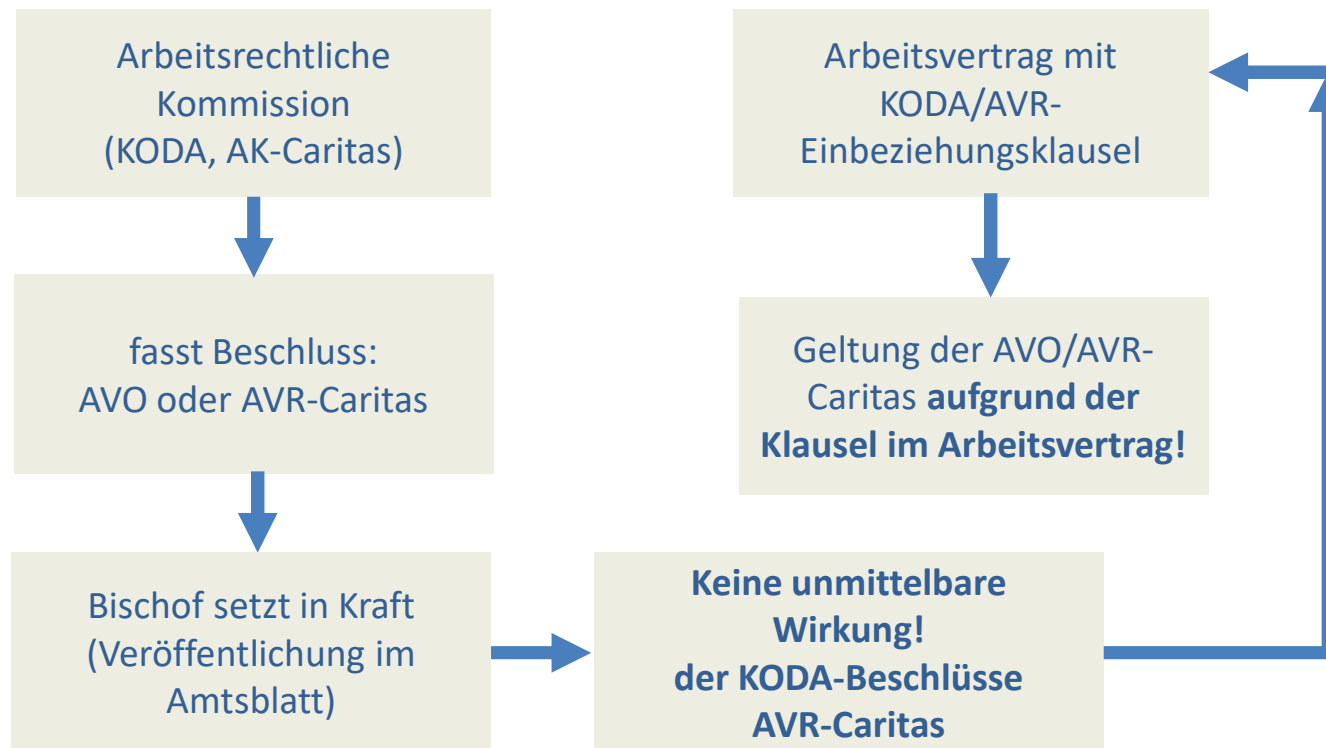 Arbeitsrechtliche
Kommission
(KODA, AK-Caritas)
fasst Beschluss:
AVO oder AVR-Caritas
Bischof setzt in Kraft
(Veröffentlichung im
Amtsblatt)
Keine unmittelbare
Wirkung!
der KODA-Beschlüsse
AVR-Caritas
Arbeitsvertrag mit
KODA/AVR-
Einbeziehungsklausel
Geltung der AVO/AVR-
Caritas aufgrund der
Klausel im Arbeitsvertrag!